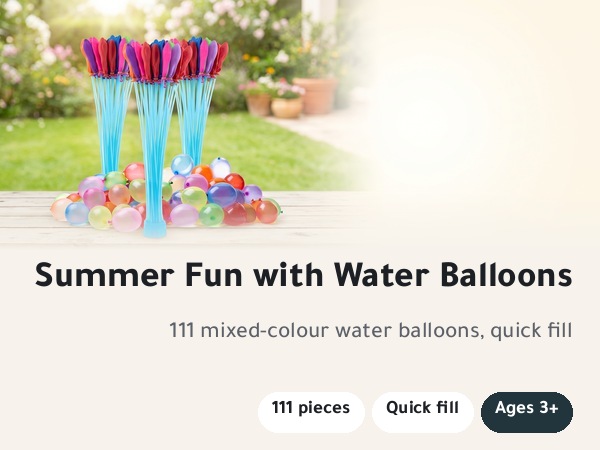 Summer Fun with Water Balloons
111 mixed-colour water balloons, quick fill
111 pieces
Quick fill
Ages 3+